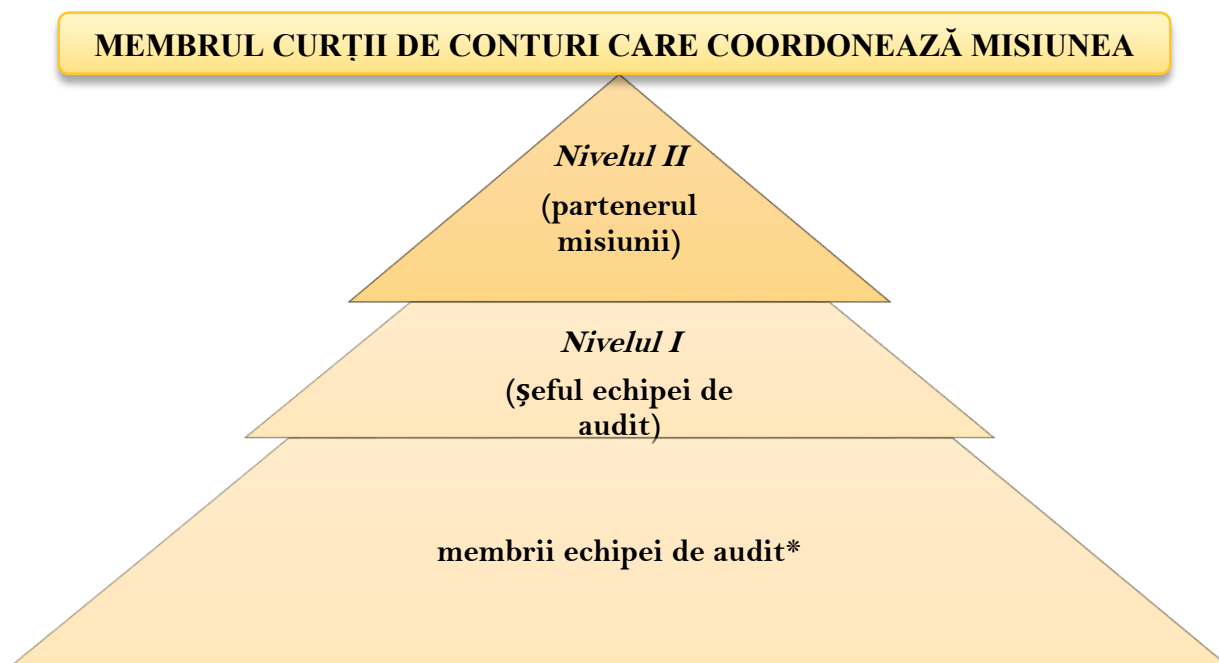 MEMBRUL CURȚII DE CONTURI CARE COORDONEAZĂ MISIUNEA
Nivelul II
(partenerul
misiunii)
Nivelul I
(șeful echipei de
audit)
membrii echipei de audit*